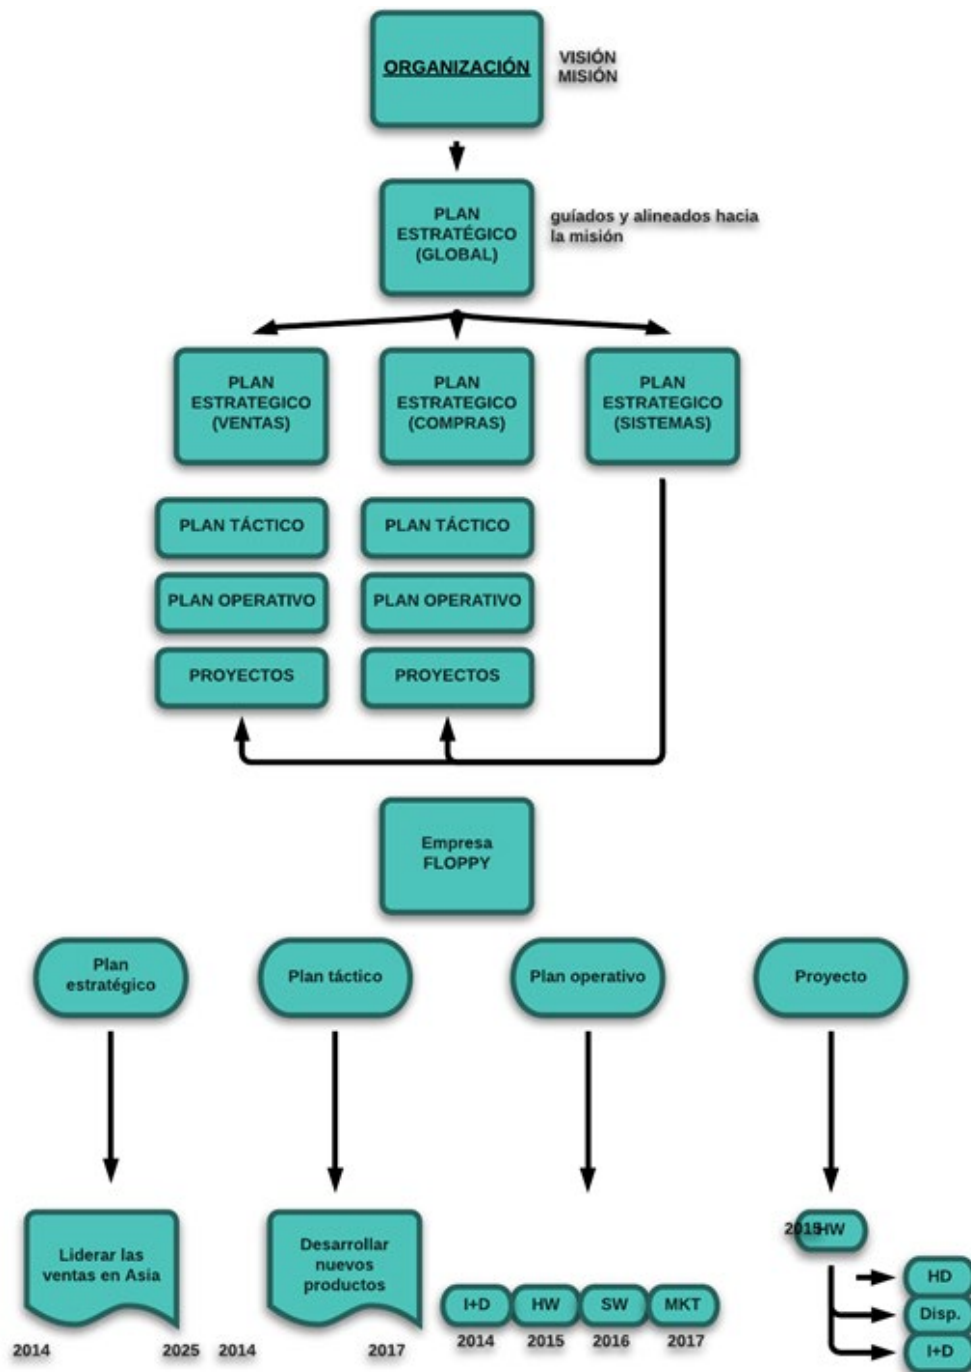 ORGANIZACIÓN
VISIÓN
MISIÓN
PLAN
ESTRATÉGICO
(GLOBAL)
guíados y alineados hacia
la misión
PLAN
ESTRATEGICO
(VENTAS)
PLAN
ESTRATEGICO
(COMPRAS)
PLAN
ESTRATEGICO
(SISTEMAS)
PLAN TÁCTICO
PLAN TÁCTICO
PLAN OPERATIVO
PLAN OPERATIVO
PROYECTOS
PROYECTOS
Empresa
FLOPPY
Plan
estratégico
Plan táctico
Plan operativo
Proyecto
Liderar las
ventas en Asia
2014
2025
Desarrollar
nuevos
productos
2014
2017
I+D
HW
SW
MKT
2014
2015
2016
2017
2015
HW
HD
Disp.
I+D